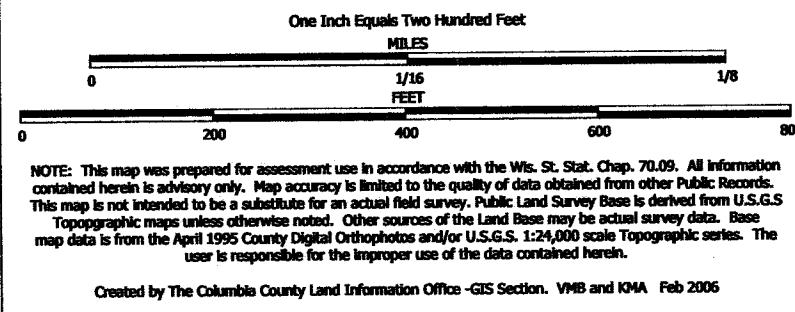 One Inch Equals Two Hundred Feet
MILES
0 1/16 1/8
FEET
0 200 400 600 80
NOTE: This map was prepared for assessment use in accordance with the Wis. St. Stat. Chap. 70.09. All information
contained herein is advisory only. Map accuracy is limited to the quality of data obtained from other Public Records.
This map is not intended to be a substitute for an actual field survey. Public Land Survey Base is derived from U.S.G.S
Topopgraphic maps unless otherwise noted. Other sources of the Land Base may be actual survey data. Base
map data is from the April 1995 County Digital Orthophotos and/or U.S.G.S. 1:24,000 scale Topographic series. The
user is responsible for the improper use of the data contained herein.
Created by The Columbia County Land Information Office -GIS Section. VMB and KMA Feb 2006